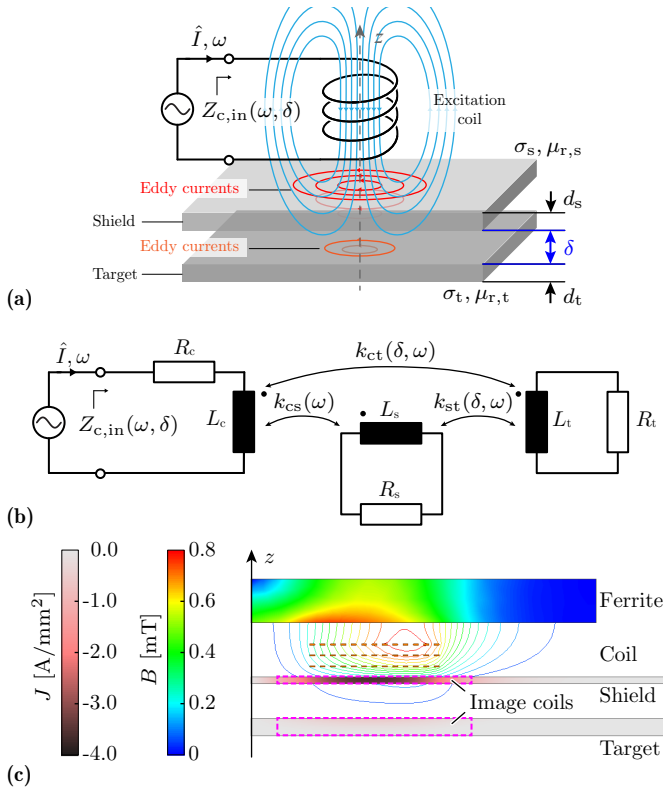 Î, ω
z
Z_c,in(ω, δ)
Excitation
coil
σ_s, μ_r,s
Eddy currents
d_s
Shield
Eddy currents
δ
Target
σ_t, μ_r,t
d_t
(a)
Î, ω
R_c
k_ct(δ, ω)
Z_c,in(ω, δ)
L_c
k_cs(ω)
L_s
k_st(δ, ω)
L_t
R_t
R_s
(b)
J [A/mm²]
0.0
-1.0
-2.0
-3.0
-4.0
B [mT]
0.8
0.6
0.4
0.2
0
z
Ferrite
Coil
Shield
Image coils
Target
(c)